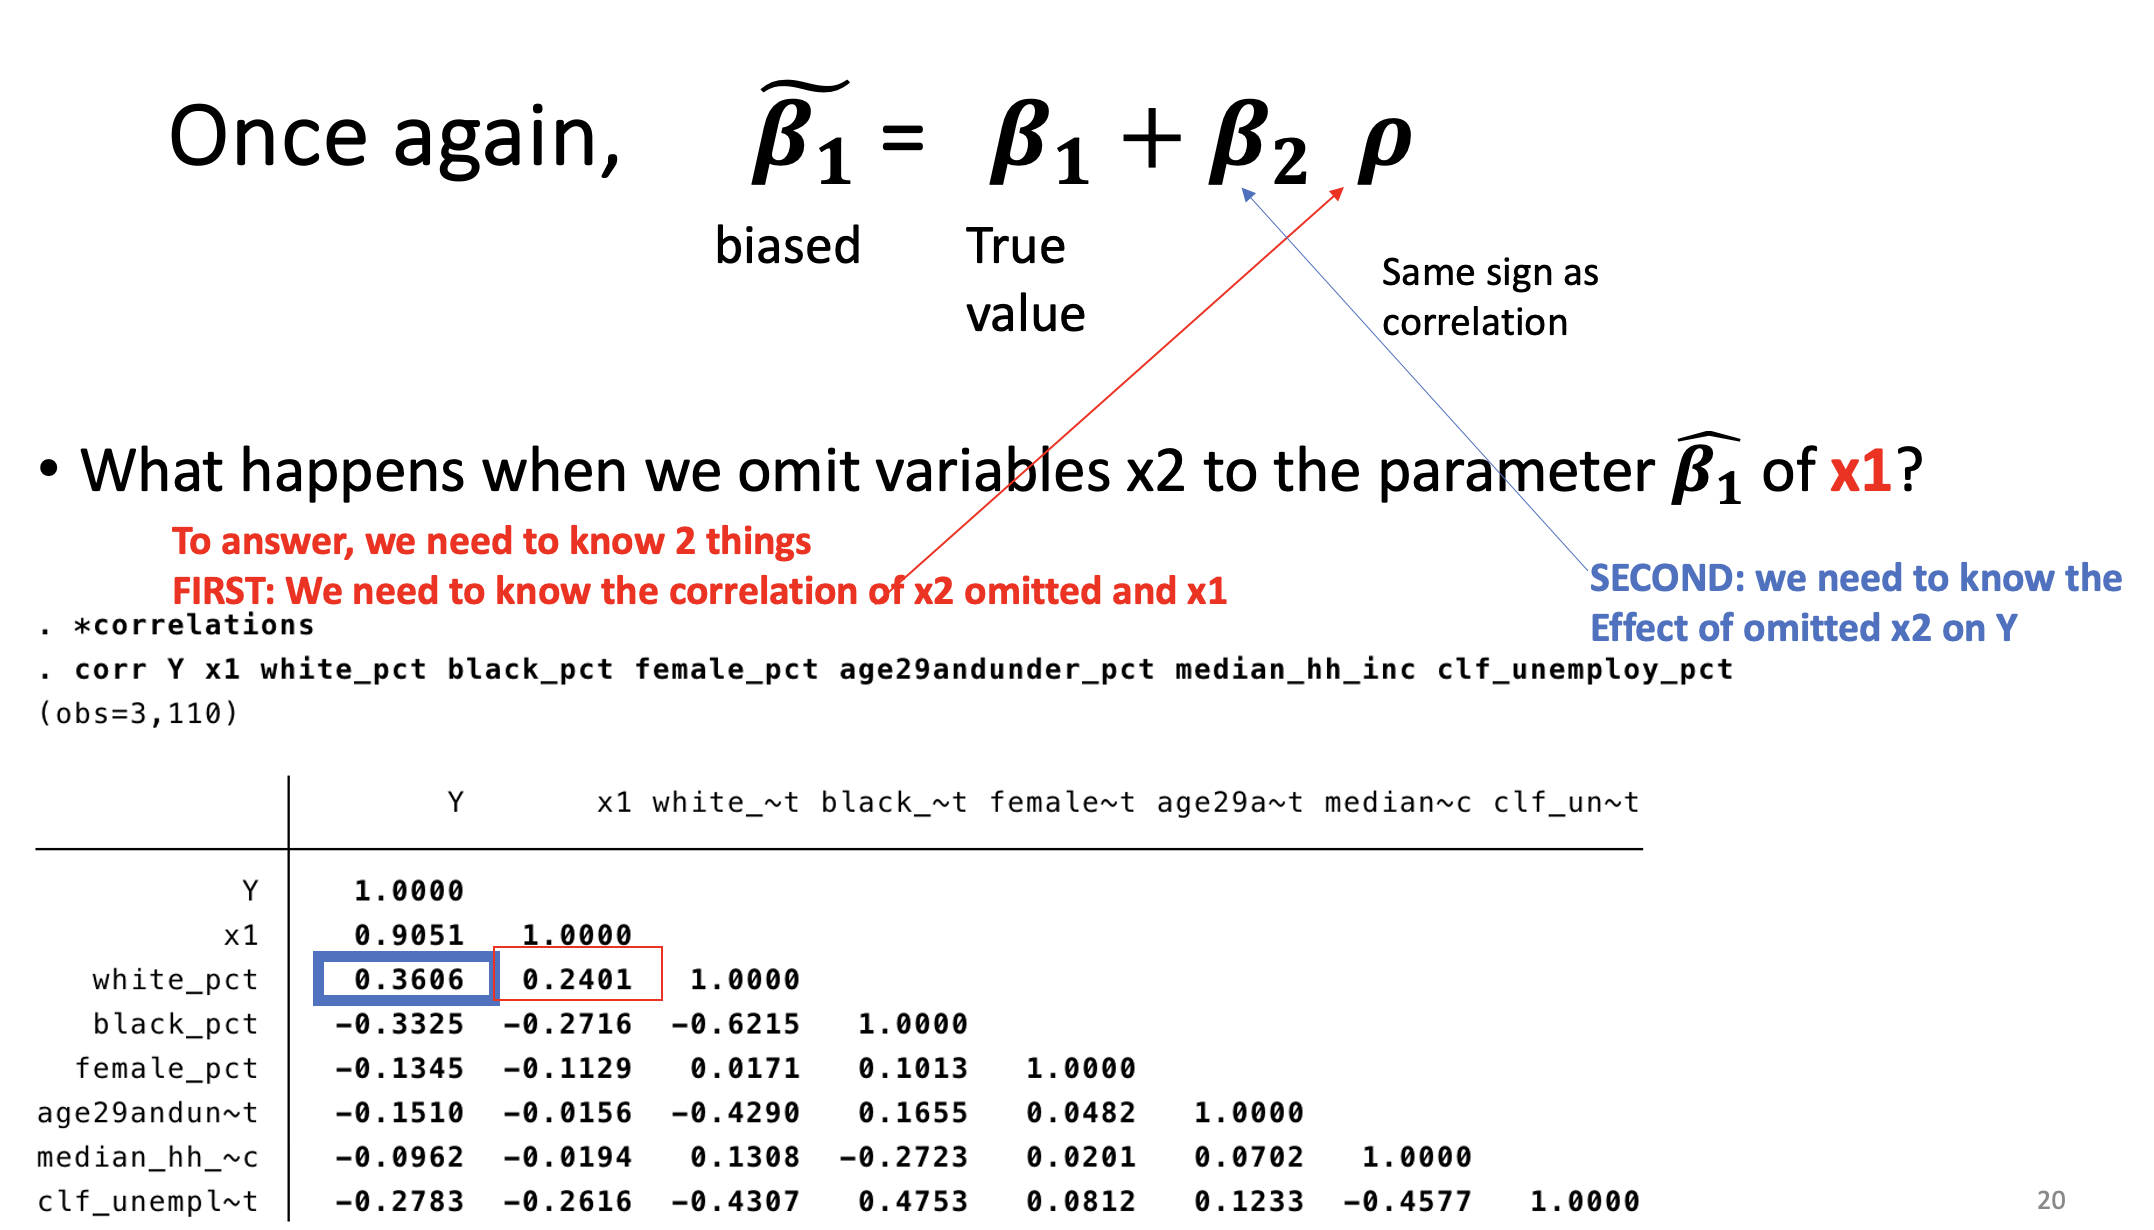 Once again, β̃₁ = β₁ + β₂ ρ
biased
True
value
Same sign as
correlation
• What happens when we omit variables x2 to the parameter β̂₁ of x1?
To answer, we need to know 2 things
FIRST: We need to know the correlation of x2 omitted and x1
SECOND: we need to know the
Effect of omitted x2 on Y
. *correlations
. corr Y x1 white_pct black_pct female_pct age29andunder_pct median_hh_inc clf_unemploy_pct
(obs=3,110)
Y x1 white_~t black_~t female~t age29a~t median~c clf_un~t
Y 1.0000
x1 0.9051 1.0000
white_pct 0.3606 0.2401 1.0000
black_pct -0.3325 -0.2716 -0.6215 1.0000
female_pct -0.1345 -0.1129 0.0171 0.1013 1.0000
age29andun~t -0.1510 -0.0156 -0.4290 0.1655 0.0482 1.0000
median_hh_~c -0.0962 -0.0194 0.1308 -0.2723 0.0201 0.0702 1.0000
clf_unempl~t -0.2783 -0.2616 -0.4307 0.4753 0.0812 0.1233 -0.4577 1.0000
20